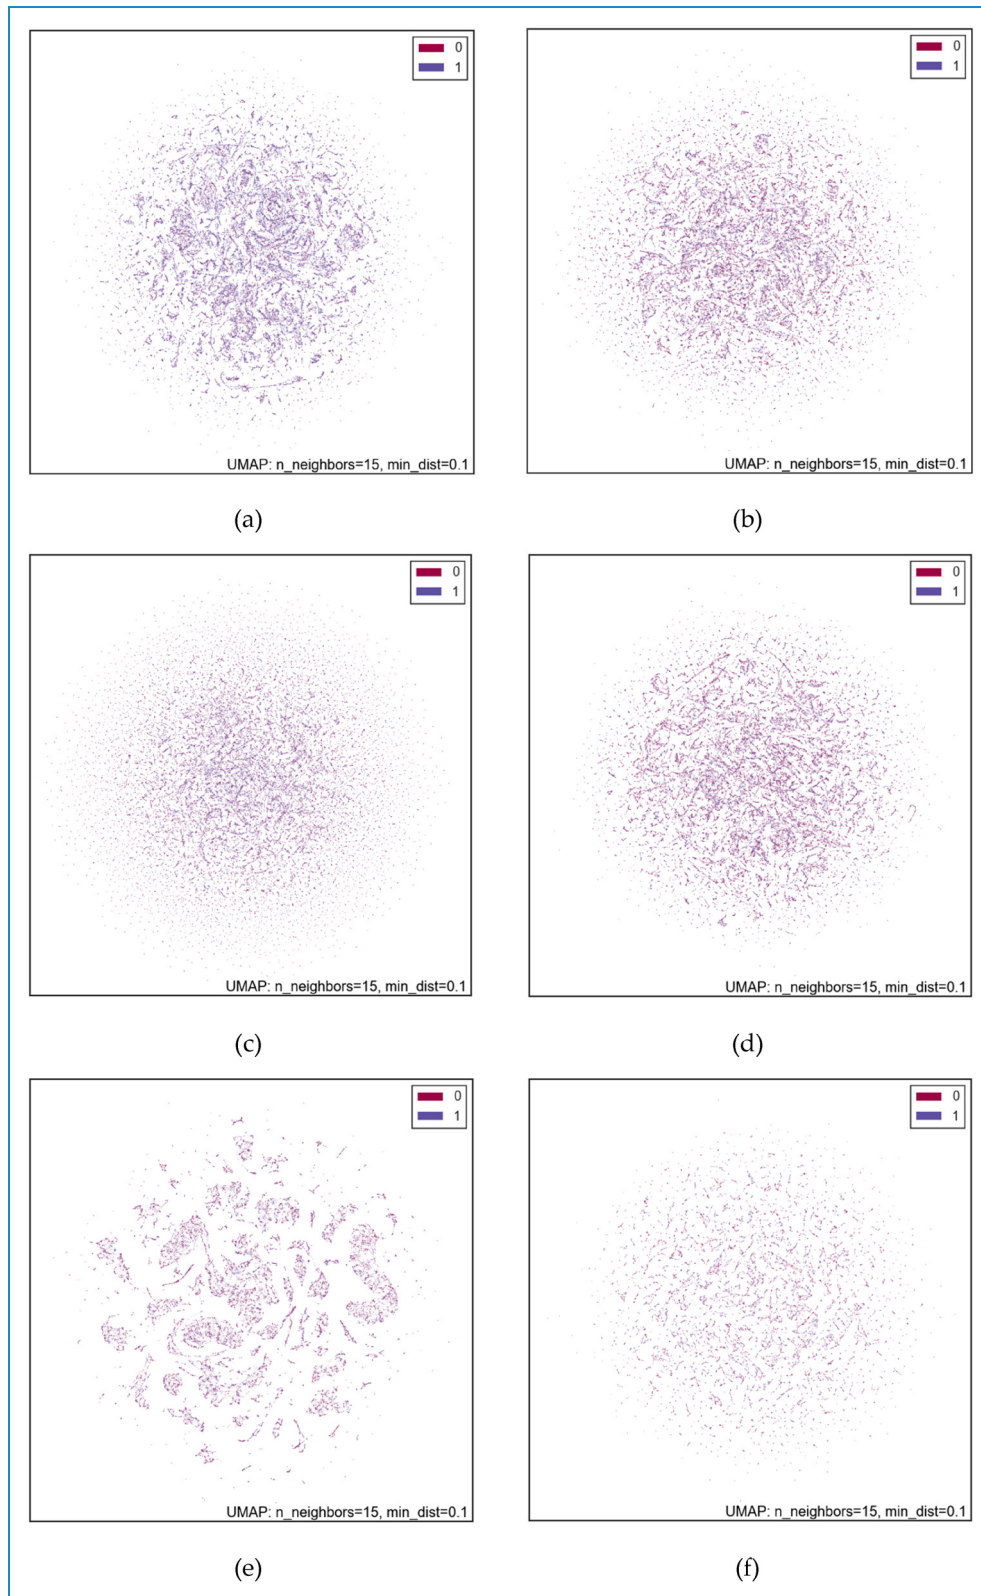 0
1
UMAP: n_neighbors=15, min_dist=0.1
(a)
0
1
UMAP: n_neighbors=15, min_dist=0.1
(b)
0
1
UMAP: n_neighbors=15, min_dist=0.1
(c)
0
1
UMAP: n_neighbors=15, min_dist=0.1
(d)
0
1
UMAP: n_neighbors=15, min_dist=0.1
(e)
0
1
UMAP: n_neighbors=15, min_dist=0.1
(f)